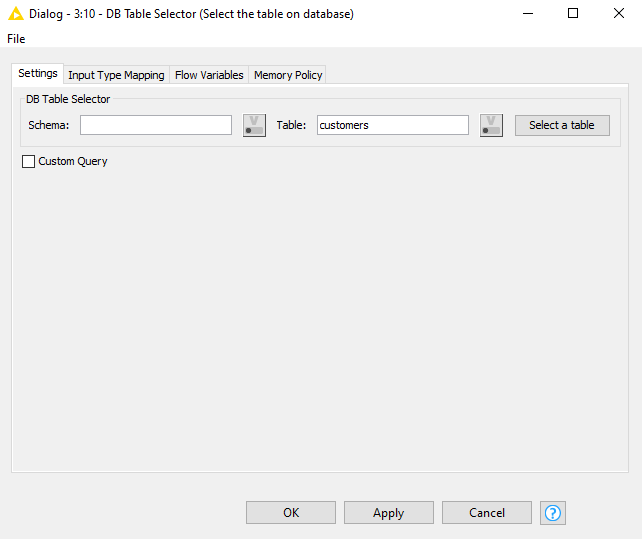 Dialog - 3:10 - DB Table Selector (Select the table on database)
File
Settings Input Type Mapping Flow Variables Memory Policy
DB Table Selector
Schema: Table: customers Select a table
Custom Query
OK Apply Cancel ?